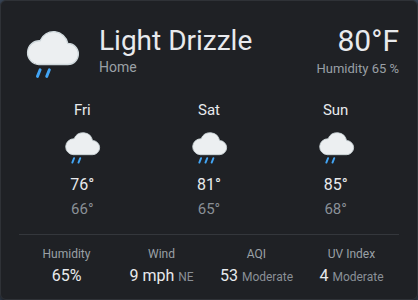 Light Drizzle 80°F
Home Humidity 65 %
Fri Sat Sun
76° 81° 85°
66° 65° 68°
Humidity Wind AQI UV Index
65% 9 mph NE 53 Moderate 4 Moderate